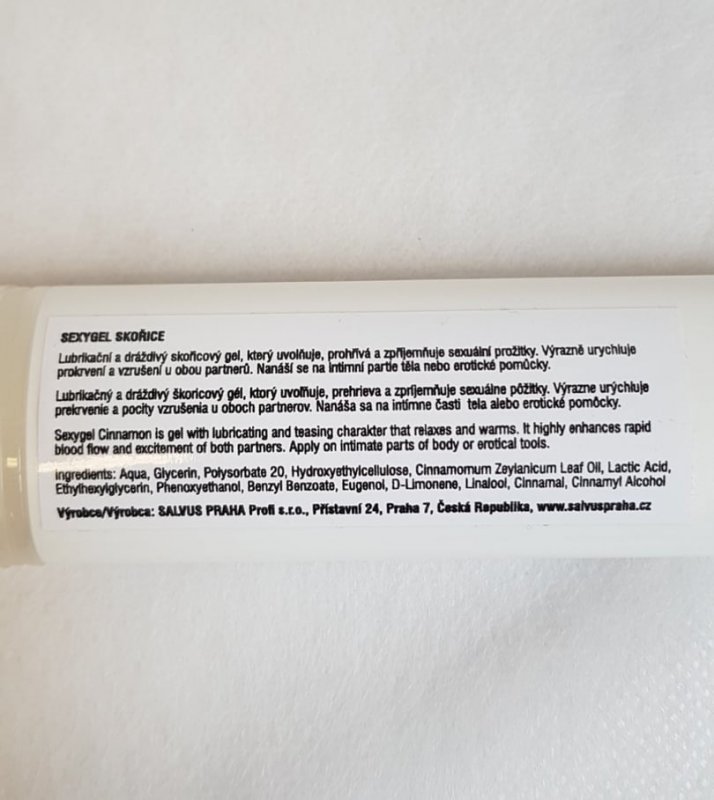 SEXYGEL SKOŘICE
Lubrikační a dráždivý skořicový gel, který uvolňuje, prohřívá a zpříjemňuje sexuální prožitky. Výrazně urychluje
prokrvení a vzrušení u obou partnerů. Nanáší se na intimní partie těla nebo erotické pomůcky.
Lubrikačný a dráždivý škoricový gél, ktorý uvoľňuje, prehrieva a zpríjemňuje sexuálne pôžitky. Výrazne urýchluje
prekrvenie a pocity vzrušenia u oboch partnerov. Nanáša sa na intímne časti tela alebo erotické pomôcky.
Sexygel Cinnamon is gel with lubricating and teasing charakter that relaxes and warms. It highly enhances rapid
blood flow and excitement of both partners. Apply on intimate parts of body or erotical tools.
Ingredients: Aqua, Glycerin, Polysorbate 20, Hydroxyethylcellulose, Cinnamomum Zeylanicum Leaf Oil, Lactic Acid,
Ethylhexylglycerin, Phenoxyethanol, Benzyl Benzoate, Eugenol, D-Limonene, Linalool, Cinnamal, Cinnamyl Alcohol
Výrobce/Výrobca: SALVUS PRAHA Profi s.r.o., Přístavní 24, Praha 7, Česká Republika, www.salvuspraha.cz